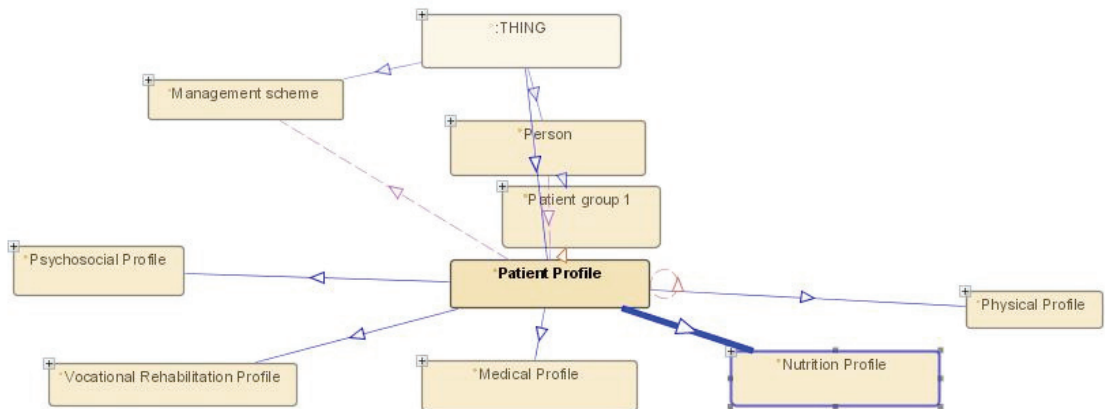 :THING
Management scheme
Person
Patient group 1
Psychosocial Profile
Patient Profile
Physical Profile
Vocational Rehabilitation Profile
Medical Profile
Nutrition Profile